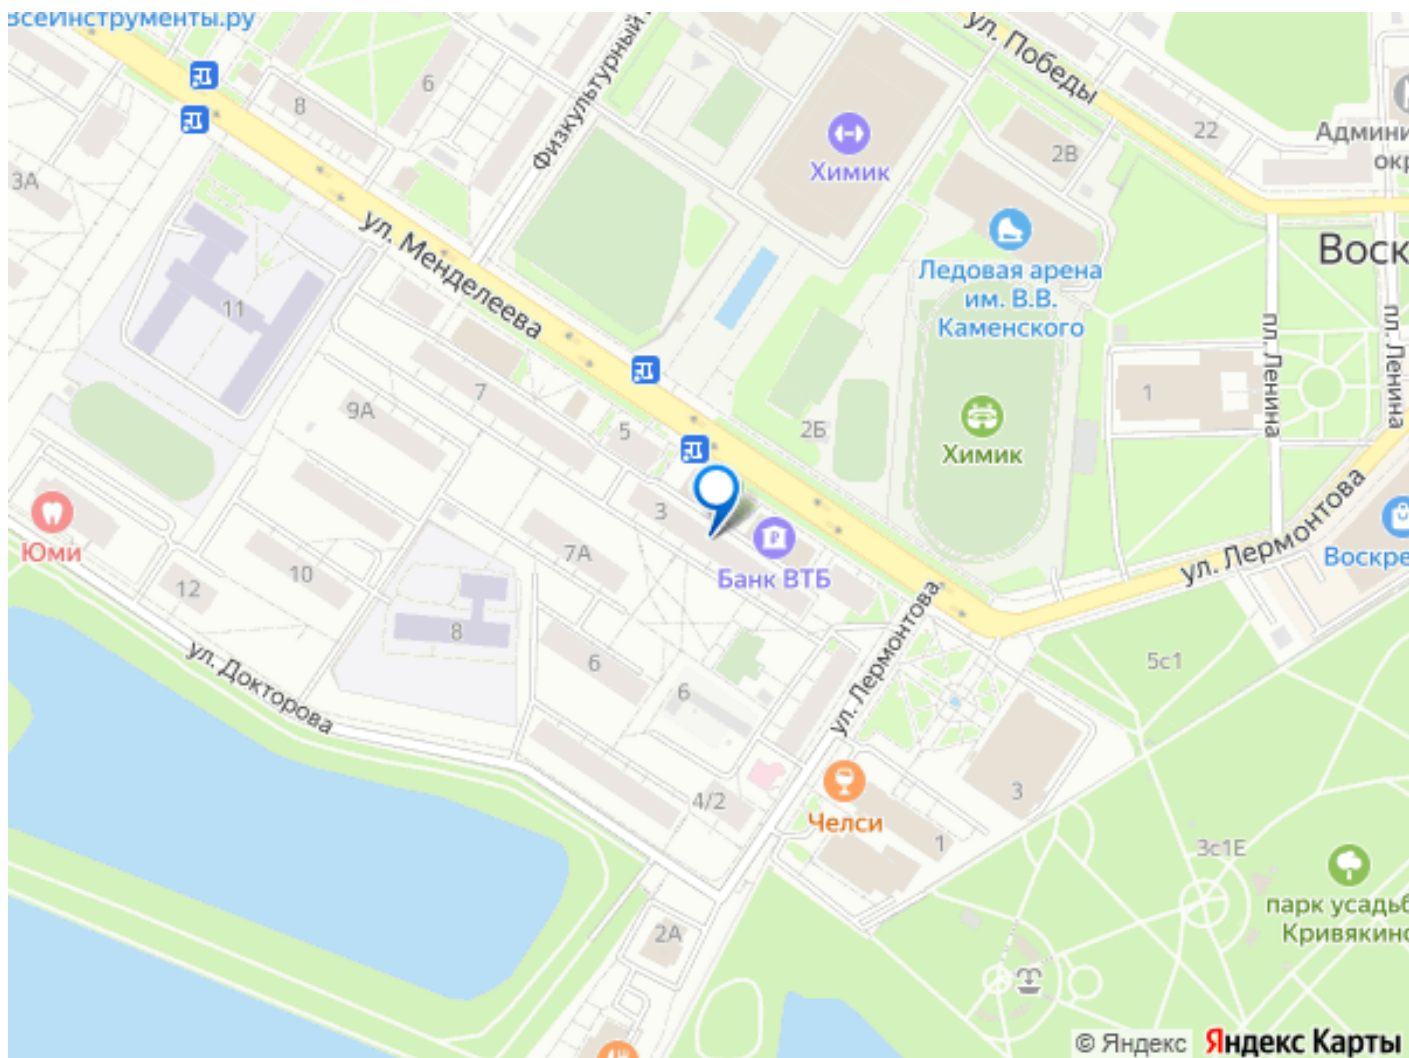 ВсеИнструменты.ру
ул. Победы
Физкультурный
6
8
3А
22
2В
Админи
окр
Химик
ул. Менделеева
Ледовая арена
им. В.В.
Каменского
Воск
пл. Ленина
пл. Ленина
11
7
9А
5
2Б
1
Химик
3
ул. Лермонтова
Воскре
Юми
12
10
7А
Банк ВТБ
8
6
6
ул. Докторова
ул. Лермонтова
5с1
3
4/2
Челси
1
3с1Е
парк усадьб
Кривякино
2А
© Яндекс Яндекс Карты